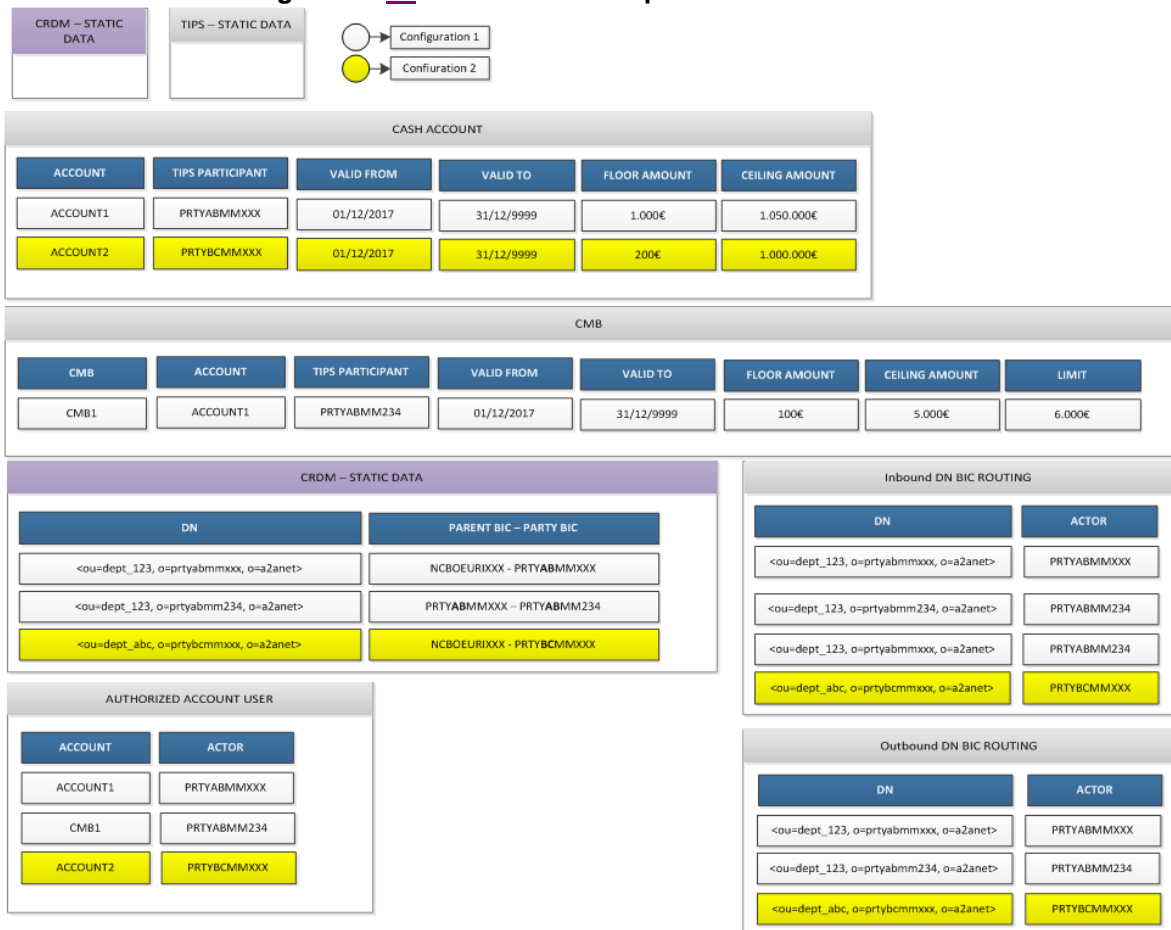 CRDM – STATIC
DATA
TIPS – STATIC DATA
Configuration 1
Confiuration 2
CASH ACCOUNT
ACCOUNT TIPS PARTICIPANT VALID FROM VALID TO FLOOR AMOUNT CEILING AMOUNT
ACCOUNT1 PRTYABMMXXX 01/12/2017 31/12/9999 1.000€ 1.050.000€
ACCOUNT2 PRTYBCMMXXX 01/12/2017 31/12/9999 200€ 1.000.000€
CMB
CMB ACCOUNT TIPS PARTICIPANT VALID FROM VALID TO FLOOR AMOUNT CEILING AMOUNT LIMIT
CMB1 ACCOUNT1 PRTYABMM234 01/12/2017 31/12/9999 100€ 5.000€ 6.000€
CRDM – STATIC DATA
DN PARENT BIC – PARTY BIC
<ou=dept_123, o=prtyabmmxxx, o=a2anet> NCBOEURIXXX - PRTYABMMXXX
<ou=dept_123, o=prtyabmm234, o=a2anet> PRTYABMMXXX – PRTYABMM234
<ou=dept_abc, o=prtybcmmxxx, o=a2anet> NCBOEURIXXX - PRTYBCMMXXX
Inbound DN BIC ROUTING
DN ACTOR
<ou=dept_123, o=prtyabmmxxx, o=a2anet> PRTYABMMXXX
<ou=dept_123, o=prtyabmm234, o=a2anet> PRTYABMM234
<ou=dept_123, o=prtyabmmxxx, o=a2anet> PRTYABMM234
<ou=dept_abc, o=prtybcmmxxx, o=a2anet> PRTYBCMMXXX
AUTHORIZED ACCOUNT USER
ACCOUNT ACTOR
ACCOUNT1 PRTYABMMXXX
CMB1 PRTYABMM234
ACCOUNT2 PRTYBCMMXXX
Outbound DN BIC ROUTING
DN ACTOR
<ou=dept_123, o=prtyabmmxxx, o=a2anet> PRTYABMMXXX
<ou=dept_123, o=prtyabmm234, o=a2anet> PRTYABMM234
<ou=dept_abc, o=prtybcmmxxx, o=a2anet> PRTYBCMMXXX